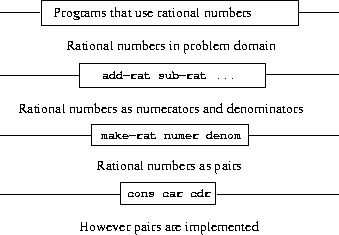 Programs that use rational numbers
Rational numbers in problem domain
add-rat sub-rat ...
Rational numbers as numerators and denominators
make-rat numer denom
Rational numbers as pairs
cons car cdr
However pairs are implemented